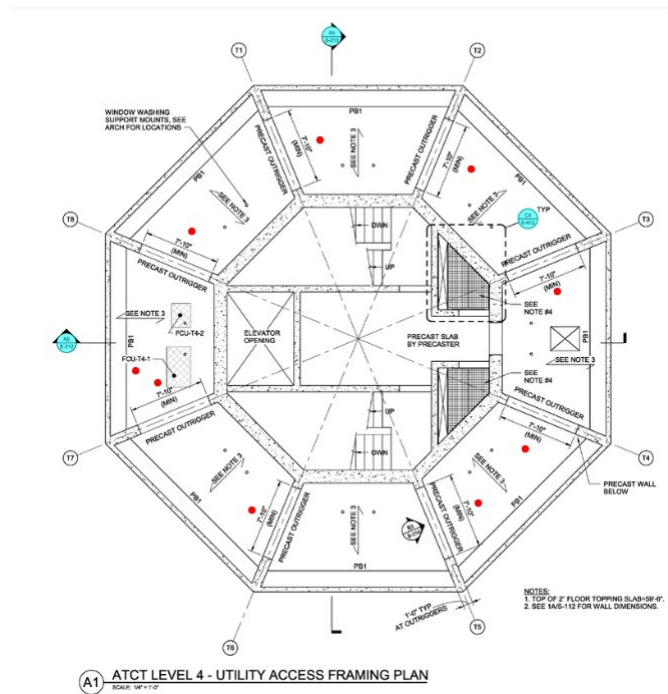 A5
S-212
T1
T2
WINDOW WASHING
SUPPORT MOUNTS, SEE
ARCH FOR LOCATIONS
PB1
PRECAST OUTRIGGER
7'-10"
(MIN)
SEE NOTE 3
PRECAST OUTRIGGER
7'-10"
(MIN)
PB1
SEE NOTE 3
PB1
SEE NOTE 3
TYP
T8
T3
7'-10"
(MIN)
PRECAST OUTRIGGER
DWN
UP
PRECAST OUTRIGGER
7'-10"
(MIN)
SEE NOTE 3
FCU-T4-2
PB1
A5
S-212
FCU-T4-1
ELEVATOR
OPENING
PRECAST SLAB
BY PRECASTER
SEE
NOTE #4
PB1
SEE NOTE 3
SEE
NOTE #4
7'-10"
(MIN)
PRECAST OUTRIGGER
UP
DWN
PRECAST OUTRIGGER
7'-10"
(MIN)
T7
T4
PB1
SEE NOTE 3
7'-10"
(MIN)
PRECAST OUTRIGGER
SEE NOTE 3
PB1
PRECAST OUTRIGGER
7'-10"
(MIN)
SEE NOTE 3
PB1
PRECAST WALL
BELOW
1'-0" TYP
AT OUTRIGGERS
T6
T5
NOTES:
1. TOP OF 2" FLOOR TOPPING SLAB=59'-6".
2. SEE 1A/S-112 FOR WALL DIMENSIONS.
A1
ATCT LEVEL 4 - UTILITY ACCESS FRAMING PLAN
SCALE: 1/4" = 1'-0"